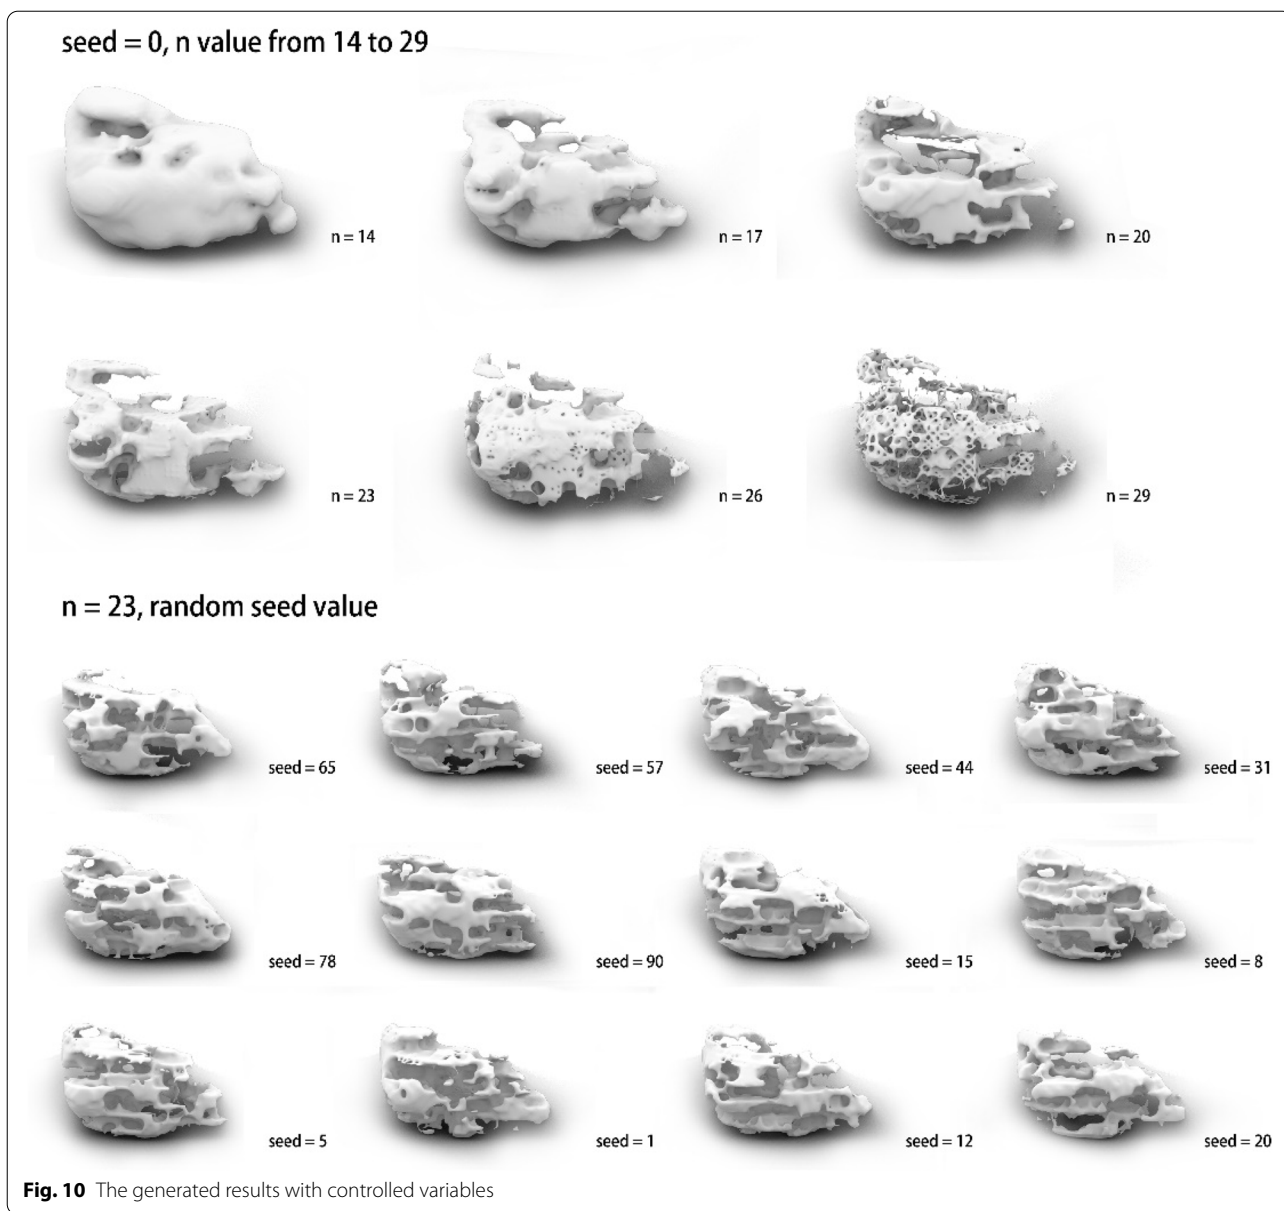 seed = 0, n value from 14 to 29
n = 14
n = 17
n = 20
n = 23
n = 26
n = 29
n = 23, random seed value
seed = 65
seed = 57
seed = 44
seed = 31
seed = 78
seed = 90
seed = 15
seed = 8
seed = 5
seed = 1
seed = 12
seed = 20
Fig. 10 The generated results with controlled variables